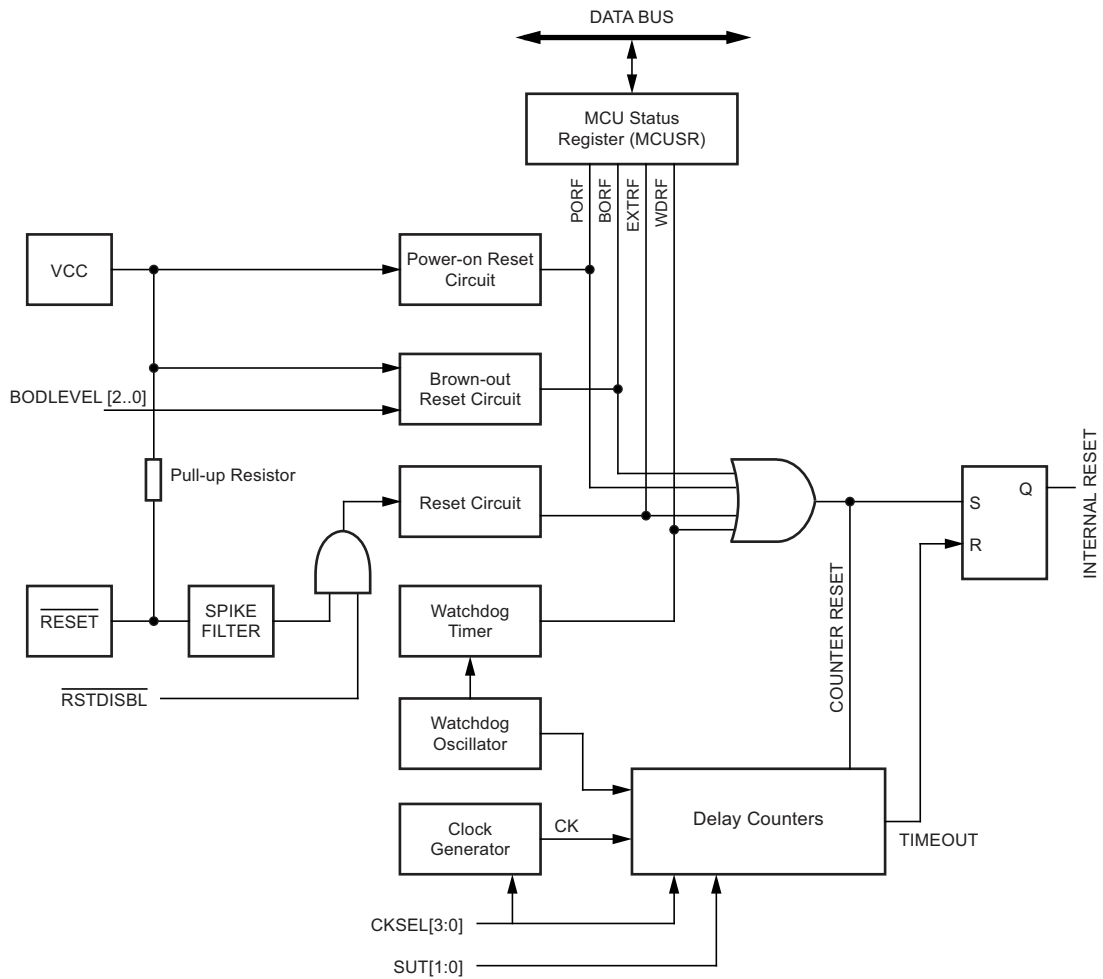 DATA BUS
MCU Status
Register (MCUSR)
PORF
BORF
EXTRF
WDRF
VCC
Power-on Reset
Circuit
Brown-out
Reset Circuit
BODLEVEL [2..0]
Pull-up Resistor
Reset Circuit
S
Q
R
INTERNAL RESET
RESET
SPIKE
FILTER
Watchdog
Timer
COUNTER RESET
RSTDISBL
Watchdog
Oscillator
Clock
Generator
CK
Delay Counters
TIMEOUT
CKSEL[3:0]
SUT[1:0]